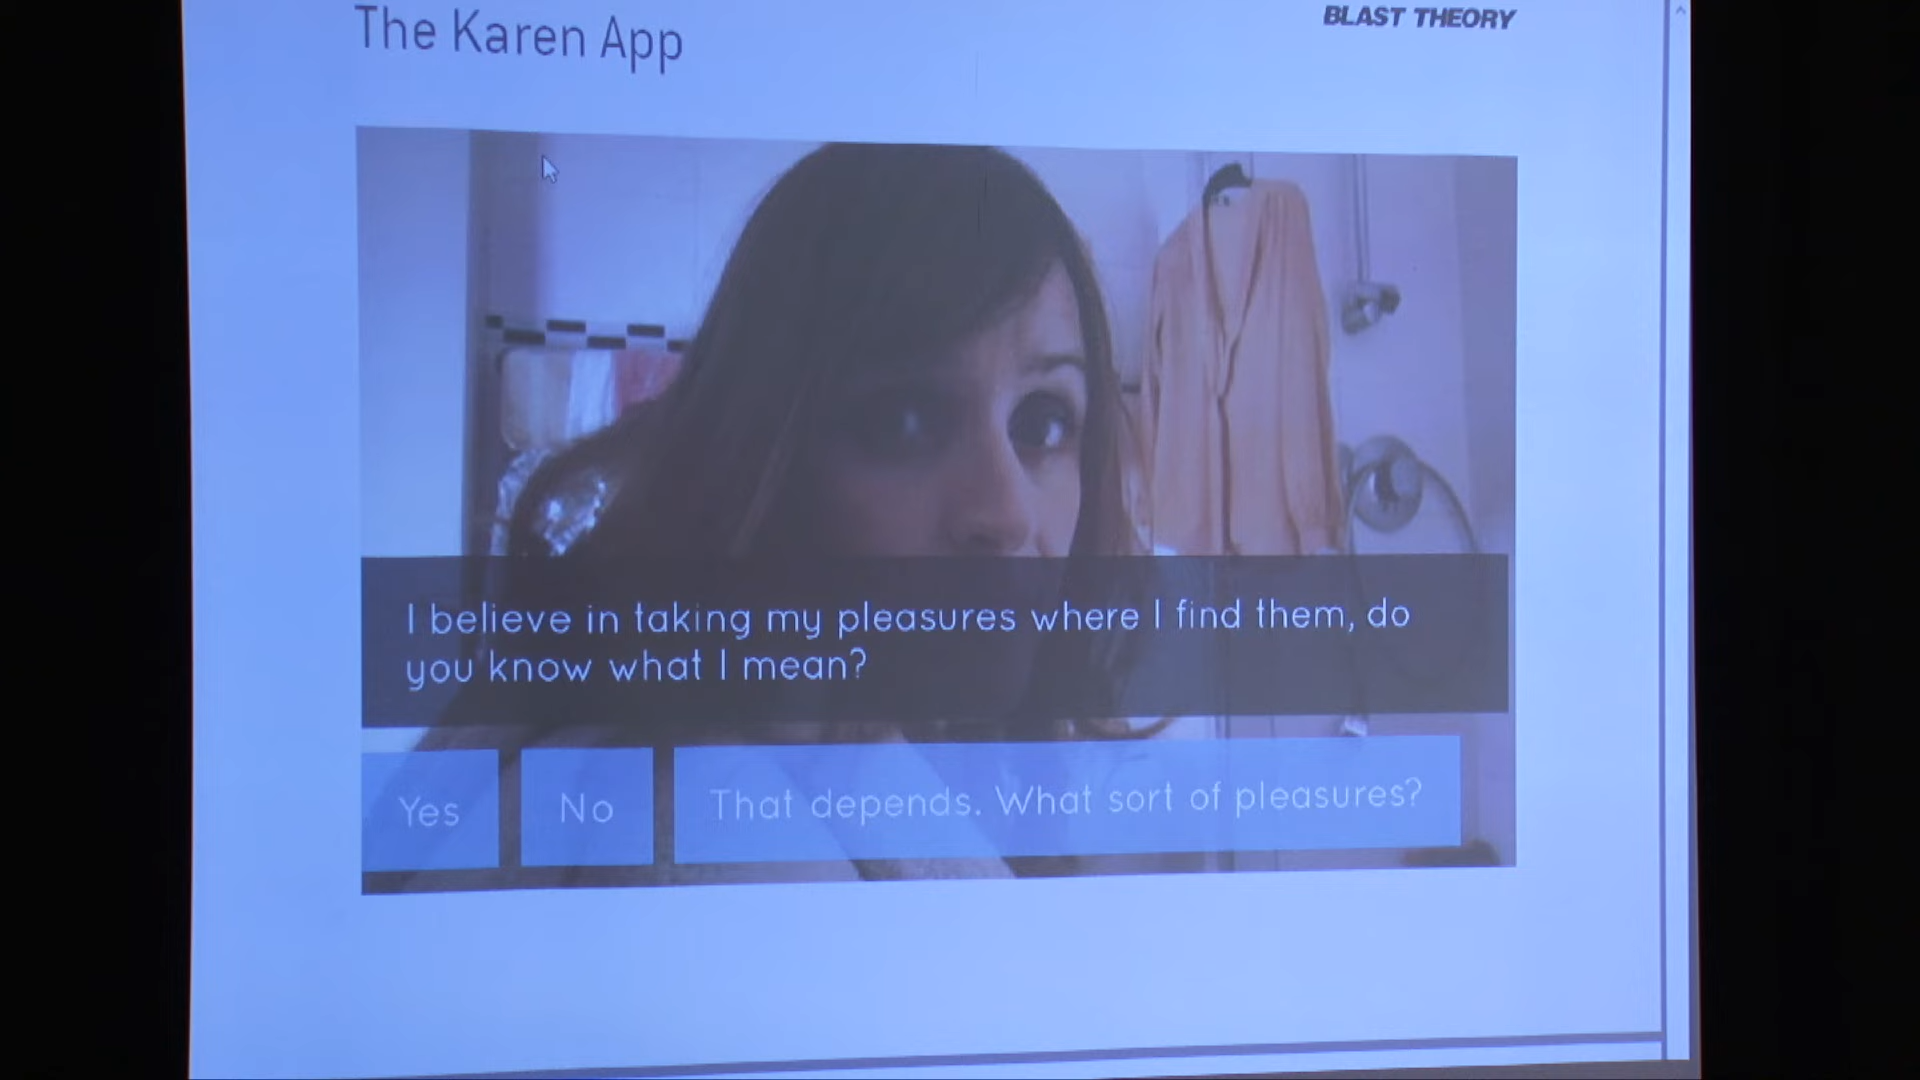 The Karen App
BLAST THEORY
I believe in taking my pleasures where I find them, do
you know what I mean?
Yes
No
That depends. What sort of pleasures?